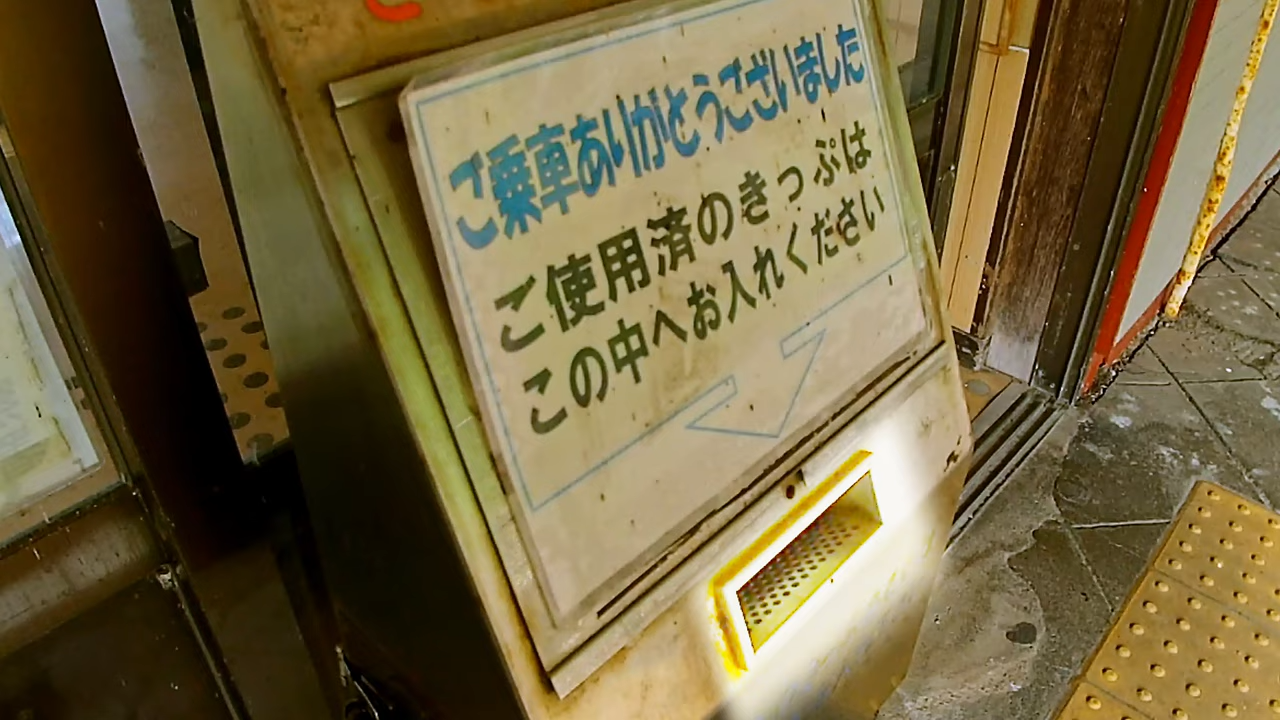 ご乗車ありがとうございました
ご使用済のきっぷは
この中へお入れください